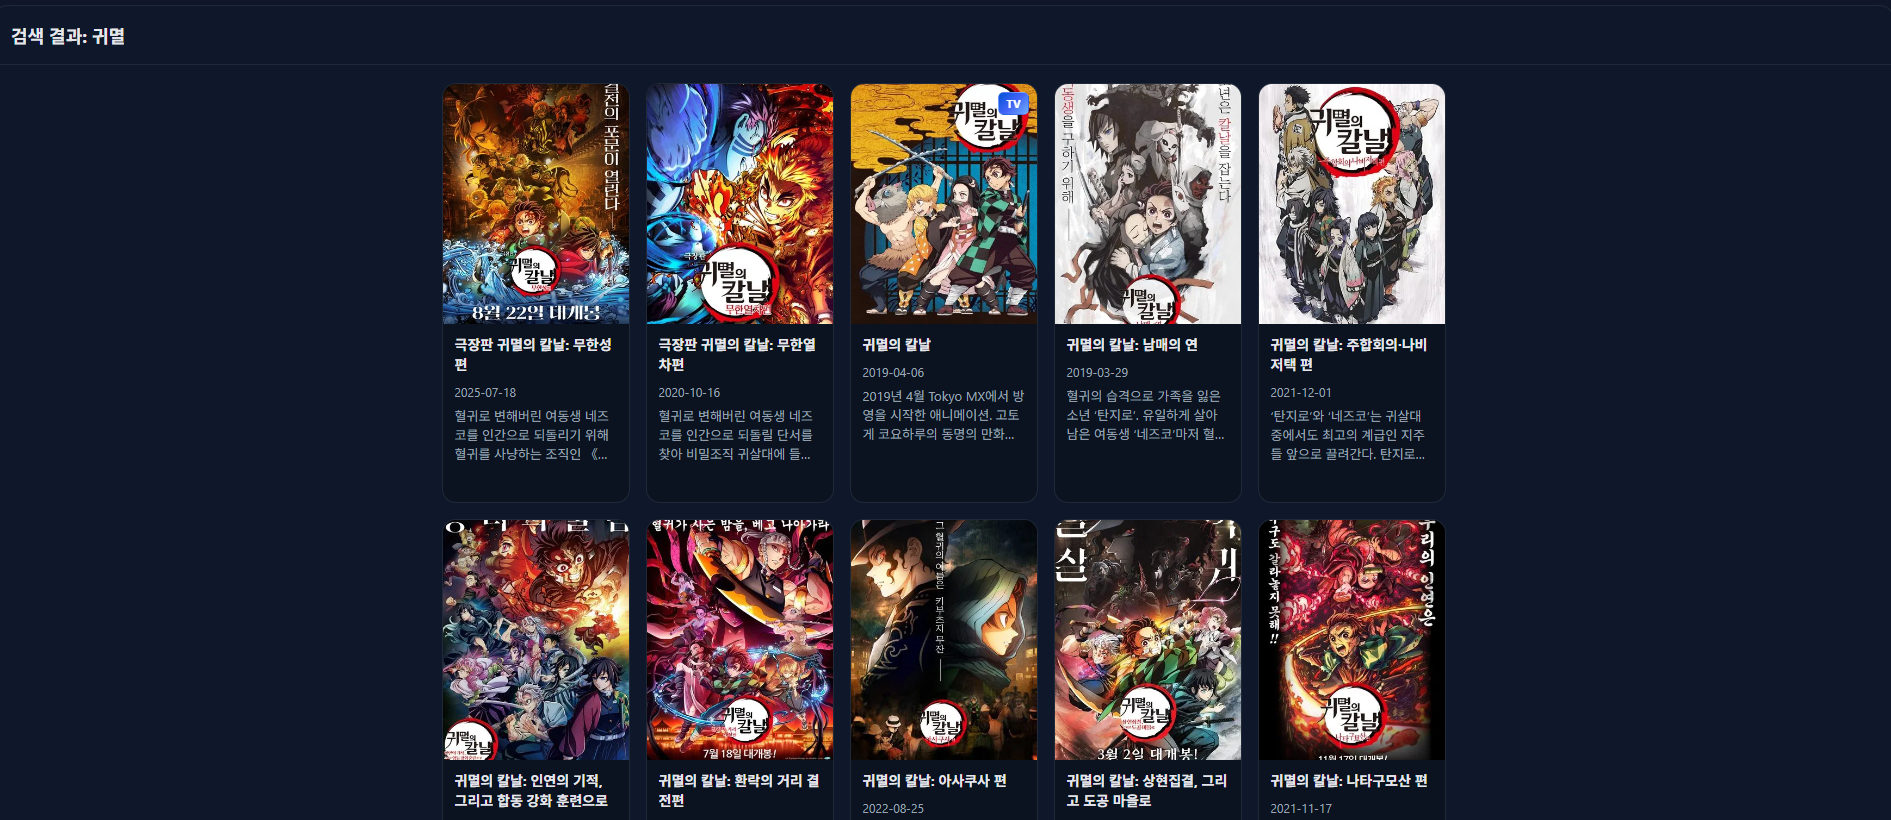 검색 결과: 귀멸
결전의 포문이 열린다
귀멸의
칼날
8월 22일 대개봉
극장판 귀멸의 칼날: 무한성
편
2025-07-18
혈귀로 변해버린 여동생 네즈
코를 인간으로 되돌리기 위해
혈귀를 사냥하는 조직인 《...
극장판
귀멸의
칼날
무한열차편
극장판 귀멸의 칼날: 무한열
차편
2020-10-16
혈귀로 변해버린 여동생 네즈
코를 인간으로 되돌릴 단서를
찾아 비밀조직 귀살대에 들...
TV
귀멸의
칼날
귀멸의 칼날
2019-04-06
2019년 4월 Tokyo MX에서 방
영을 시작한 애니메이션. 고토
게 코요하루의 동명의 만화...
동생을 구하기 위해
년은 칼날을 잡는다
귀멸의
칼날
귀멸의 칼날: 남매의 연
2019-03-29
혈귀의 습격으로 가족을 잃은
소년 ‘탄지로’. 유일하게 살아
남은 여동생 ‘네즈코’마저 혈...
귀멸의
칼날
귀멸의 칼날: 주합회의·나비
저택 편
2021-12-01
‘탄지로’와 ‘네즈코’는 귀살대
중에서도 최고의 계급인 지주
들 앞으로 끌려간다. 탄지로...
귀멸의
칼날
귀멸의 칼날: 인연의 기적,
그리고 합동 강화 훈련으로
혈귀가 사는 밤을, 베고 나아가라
귀멸의
칼날
7월 18일 대개봉!
귀멸의 칼날: 환락의 거리 결
전편
그 혈귀의 이름은 키부츠지 무잔
귀멸의
칼날
귀멸의 칼날: 아사쿠사 편
2022-08-25
귀멸의
칼날
3월 2일 대개봉!
귀멸의 칼날: 상현집결, 그리
고 도공 마을로
누구도 갈라놓지 못해!!
우리의 인연은
귀멸의
칼날
나타구모산 편
11월 17일 대개봉!
귀멸의 칼날: 나타구모산 편
2021-11-17